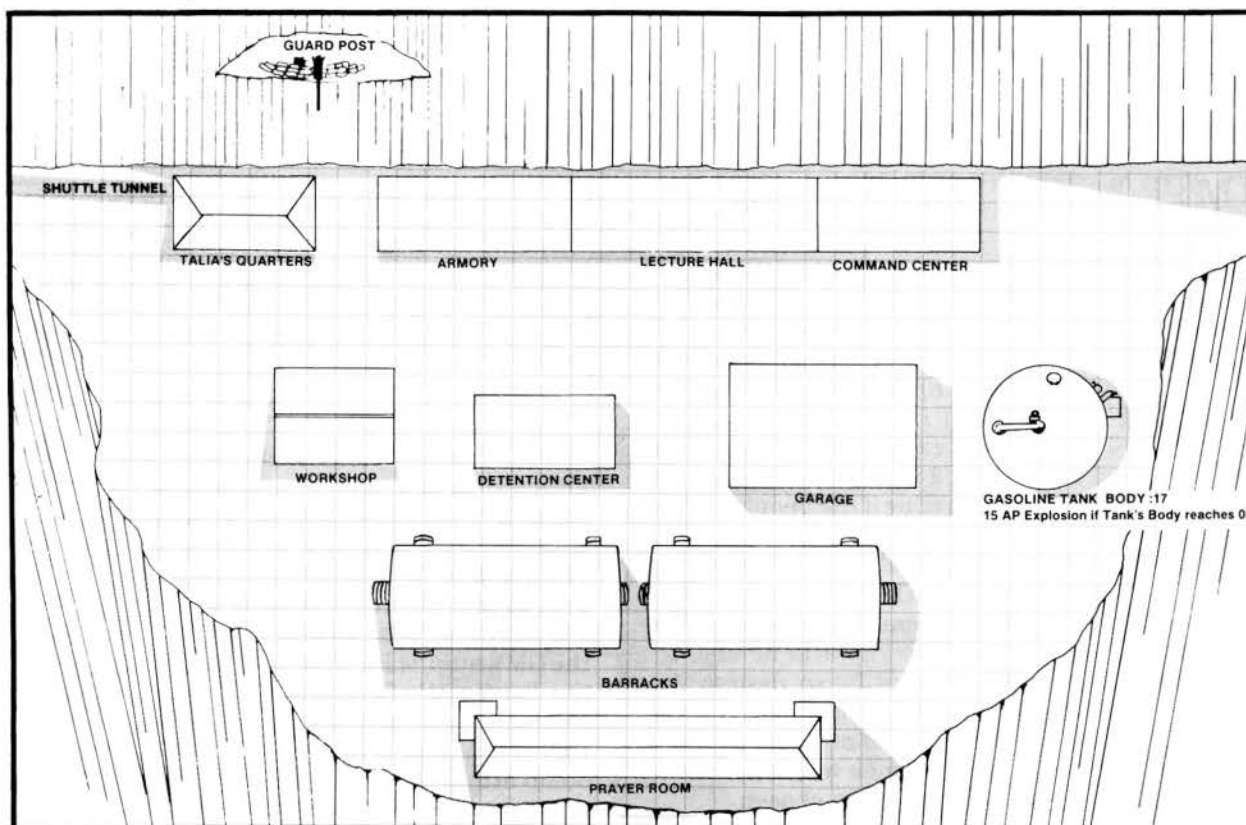 GUARD POST
SHUTTLE TUNNEL
TALIA'S QUARTERS
ARMORY
LECTURE HALL
COMMAND CENTER
WORKSHOP
DETENTION CENTER
GARAGE
GASOLINE TANK BODY :17
15 AP Explosion if Tank's Body reaches 0
BARRACKS
PRAYER ROOM